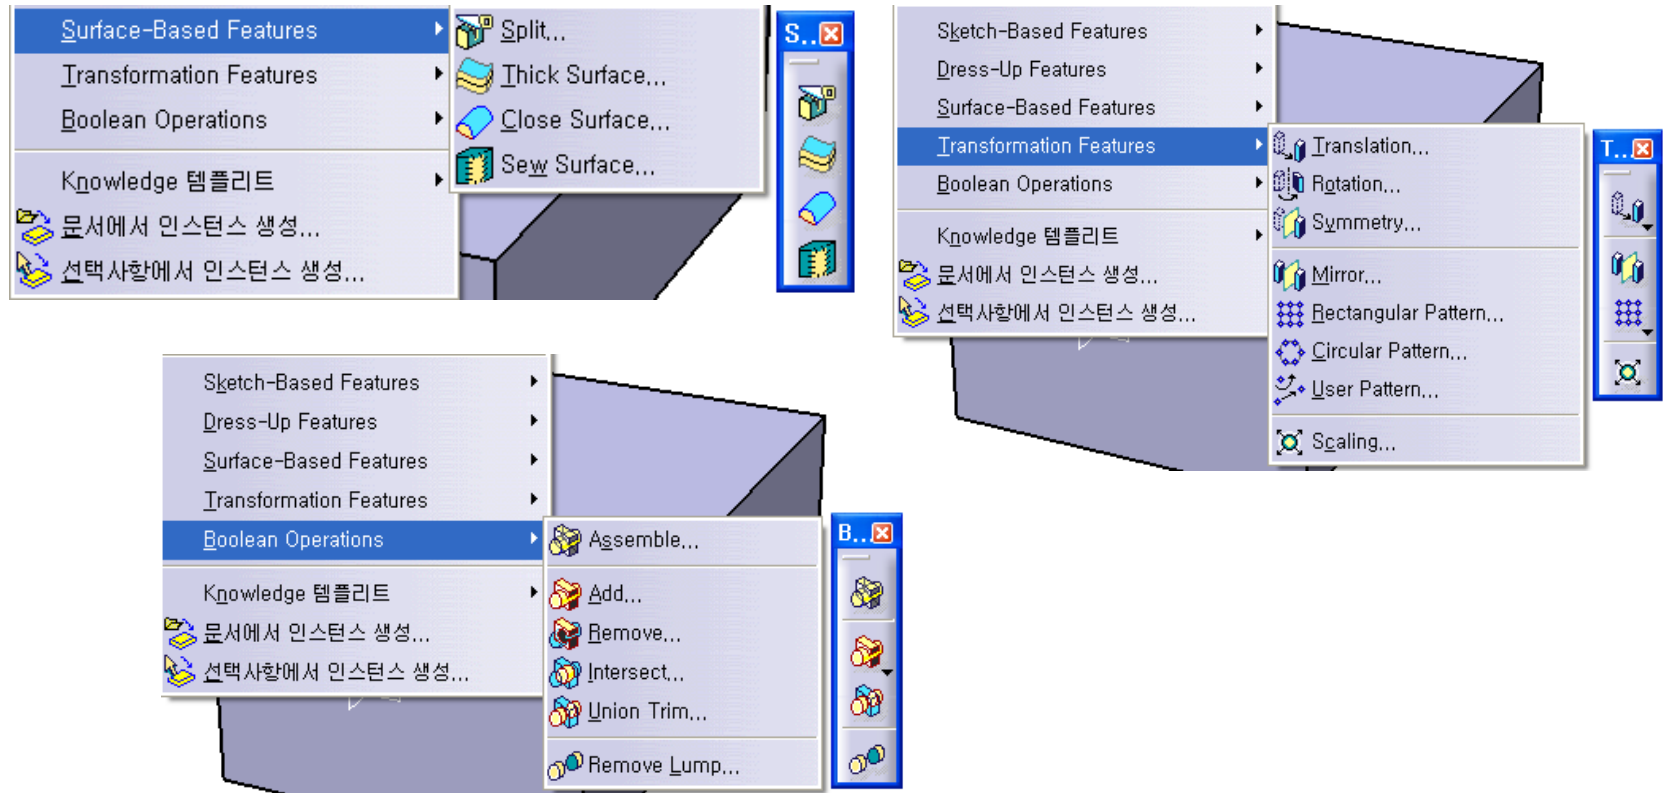 Surface-Based Features
Transformation Features
Boolean Operations
Knowledge 템플리트
문서에서 인스턴스 생성...
선택사항에서 인스턴스 생성...
Split...
Thick Surface...
Close Surface...
Sew Surface...
S...
Sketch-Based Features
Dress-Up Features
Surface-Based Features
Transformation Features
Boolean Operations
Knowledge 템플리트
문서에서 인스턴스 생성...
선택사항에서 인스턴스 생성...
Translation...
Rotation...
Symmetry...
Mirror...
Rectangular Pattern...
Circular Pattern...
User Pattern...
Scaling...
T...
Sketch-Based Features
Dress-Up Features
Surface-Based Features
Transformation Features
Boolean Operations
Knowledge 템플리트
문서에서 인스턴스 생성...
선택사항에서 인스턴스 생성...
Assemble...
Add...
Remove...
Intersect...
Union Trim...
Remove Lump...
B...